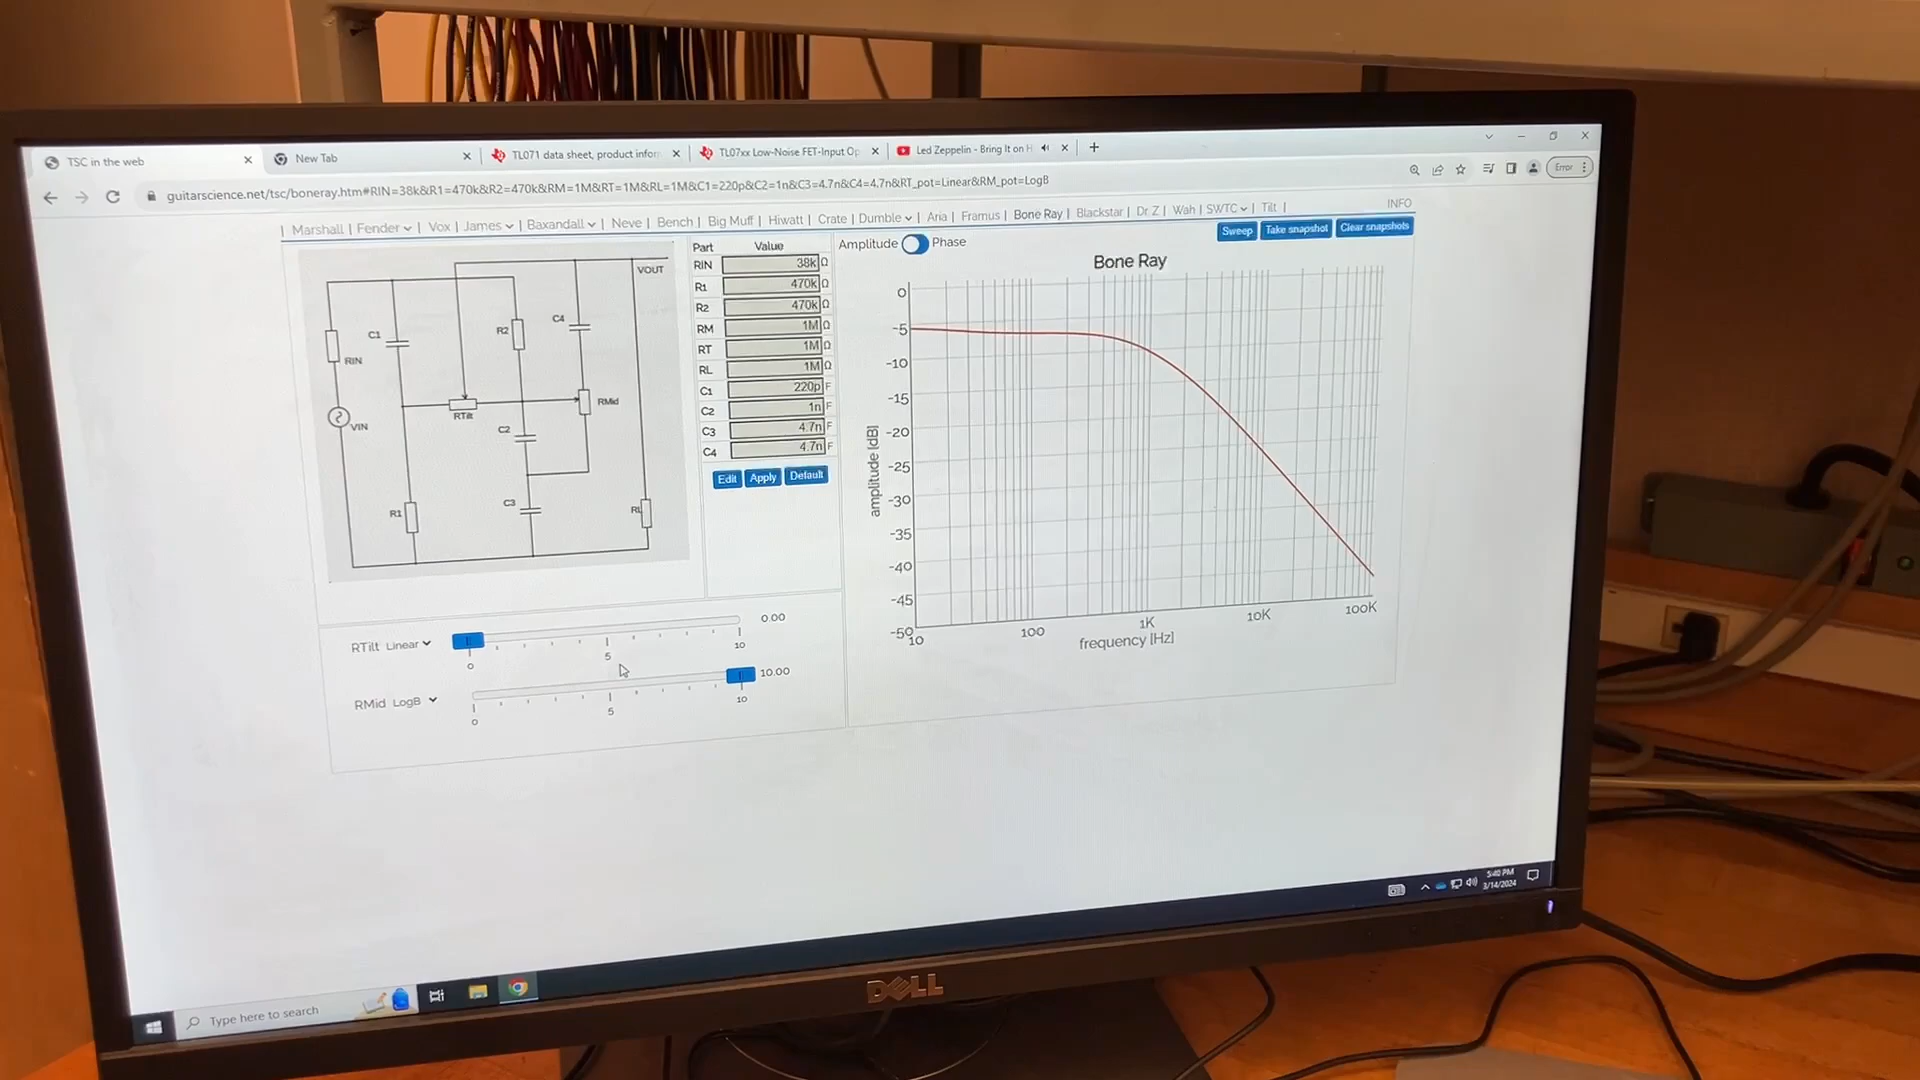 TSC in the web
New Tab
TL071 data sheet, product infor
TL07xx Low-Noise FET-Input Op
Led Zeppelin - Bring It on H
guitarscience.net/tsc/boneray.htm#RIN=38k&R1=470k&R2=470k&RM=1M&RT=1M&RL=1M&C1=220p&C2=1n&C3=4.7n&C4=4.7n&RT_pot=Linear&RM_pot=LogB
Error
| Marshall | Fender | Vox | James | Baxandall | Neve | Bench | Big Muff | Hiwatt | Crate | Dumble | Aria | Framus | Bone Ray | Blackstar | Dr. Z | Wah | SWTC | Tilt |
INFO
Part Value
RIN 38k Ω
R1 470k Ω
R2 470k Ω
RM 1M Ω
RT 1M Ω
RL 1M Ω
C1 220p F
C2 1n F
C3 4.7n F
C4 4.7n F
Edit Apply Default
Amplitude Phase
Sweep Take snapshot Clear snapshots
VOUT
C1
R2
C4
RIN
RTilt
RMid
VIN
C2
R1
C3
RL
Bone Ray
amplitude [dB]
0
-5
-10
-15
-20
-25
-30
-35
-40
-45
-50
10 100 1K 10K 100K
frequency [Hz]
RTilt Linear 0.00
0 5 10
RMid LogB 10.00
0 5 10
5:40 PM
3/14/2024
Type here to search
DELL